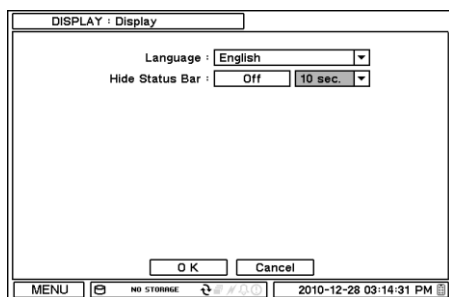 DISPLAY : Display
Language : English
Hide Status Bar : Off 10 sec.
O K Cancel
MENU NO STORAGE 2010-12-28 03:14:31 PM